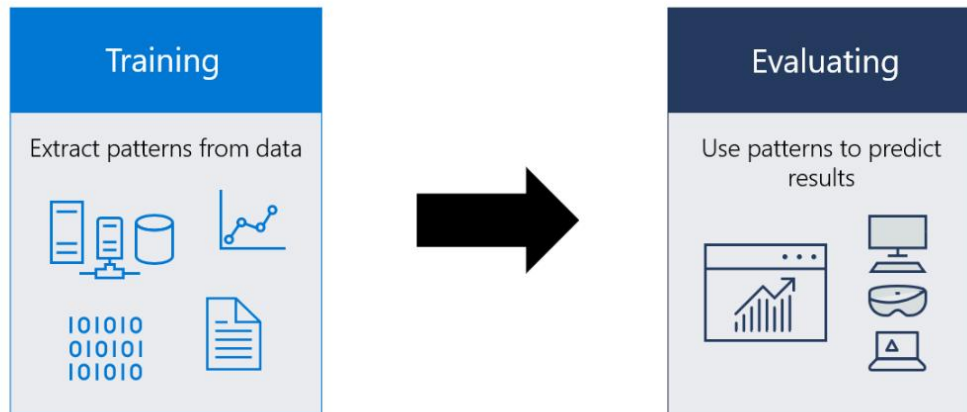 Training
Extract patterns from data
101010
010101
101010
Evaluating
Use patterns to predict
results